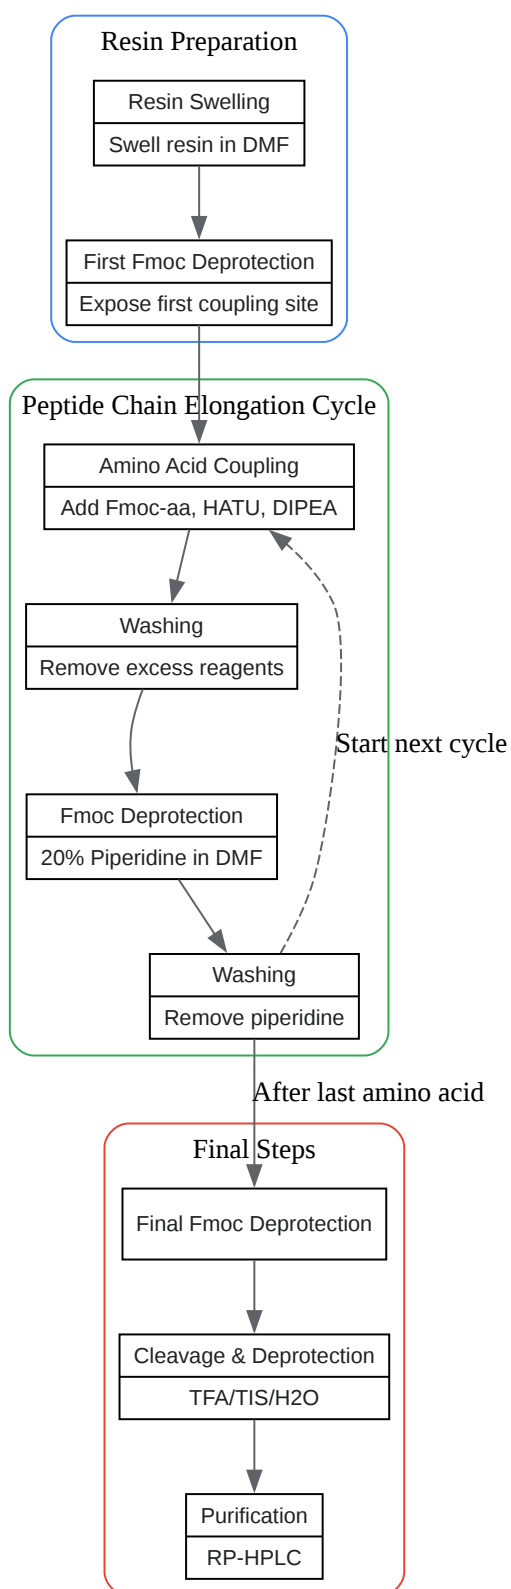 Resin Preparation
Resin Swelling
Swell resin in DMF
First Fmoc Deprotection
Expose first coupling site
Peptide Chain Elongation Cycle
Amino Acid Coupling
Add Fmoc-aa, HATU, DIPEA
Washing
Remove excess reagents
Start next cycle
Fmoc Deprotection
20% Piperidine in DMF
Washing
Remove piperidine
After last amino acid
Final Steps
Final Fmoc Deprotection
Cleavage & Deprotection
TFA/TIS/H2O
Purification
RP-HPLC